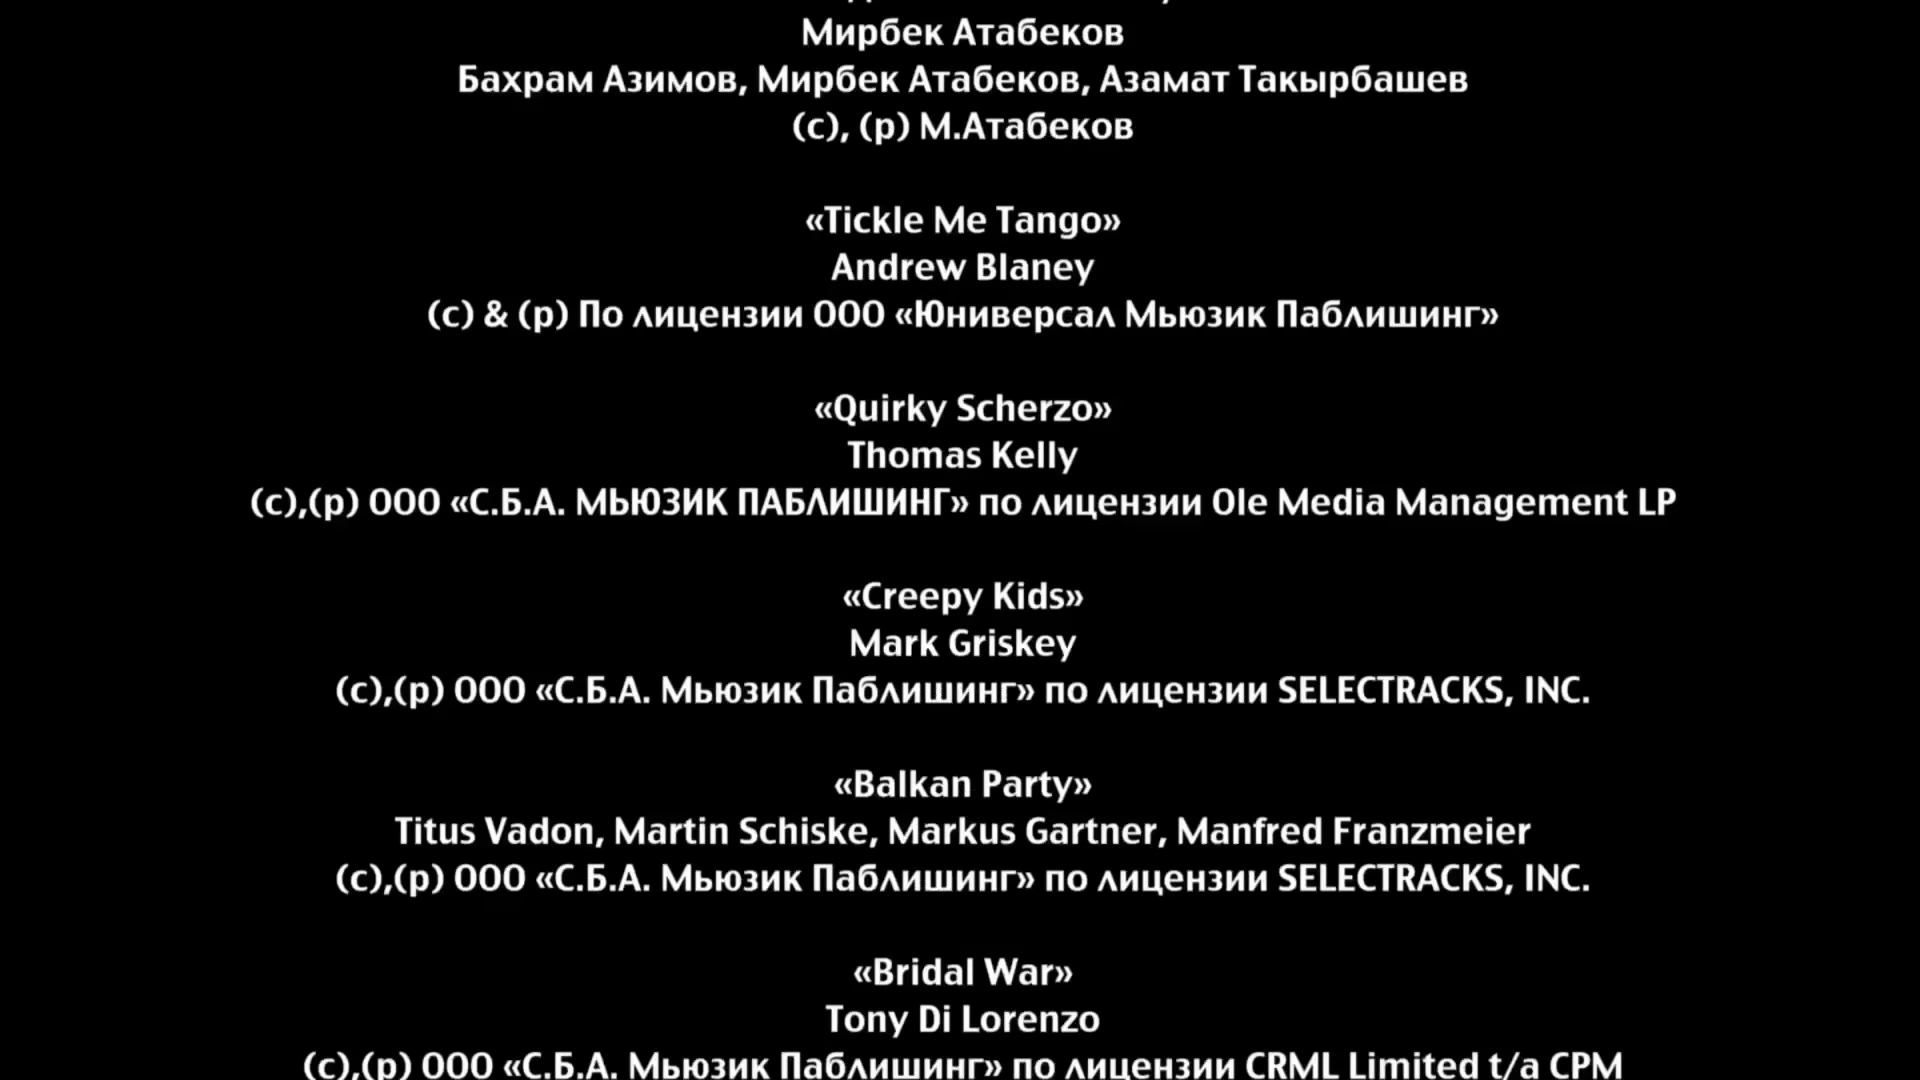 Мирбек Атабеков
Бахрам Азимов, Мирбек Атабеков, Азамат Такырбашев
(с), (р) М.Атабеков
«Tickle Me Tango»
Andrew Blaney
(с) & (р) По лицензии ООО «Юниверсал Мьюзик Паблишинг»
«Quirky Scherzo»
Thomas Kelly
(с),(р) ООО «С.Б.А. МЬЮЗИК ПАБЛИШИНГ» по лицензии Ole Media Management LP
«Creepy Kids»
Mark Griskey
(с),(р) ООО «С.Б.А. Мьюзик Паблишинг» по лицензии SELECTRACKS, INC.
«Balkan Party»
Titus Vadon, Martin Schiske, Markus Gartner, Manfred Franzmeier
(с),(р) ООО «С.Б.А. Мьюзик Паблишинг» по лицензии SELECTRACKS, INC.
«Bridal War»
Tony Di Lorenzo
(с),(р) ООО «С.Б.А. Мьюзик Паблишинг» по лицензии CRML Limited t/a CPM